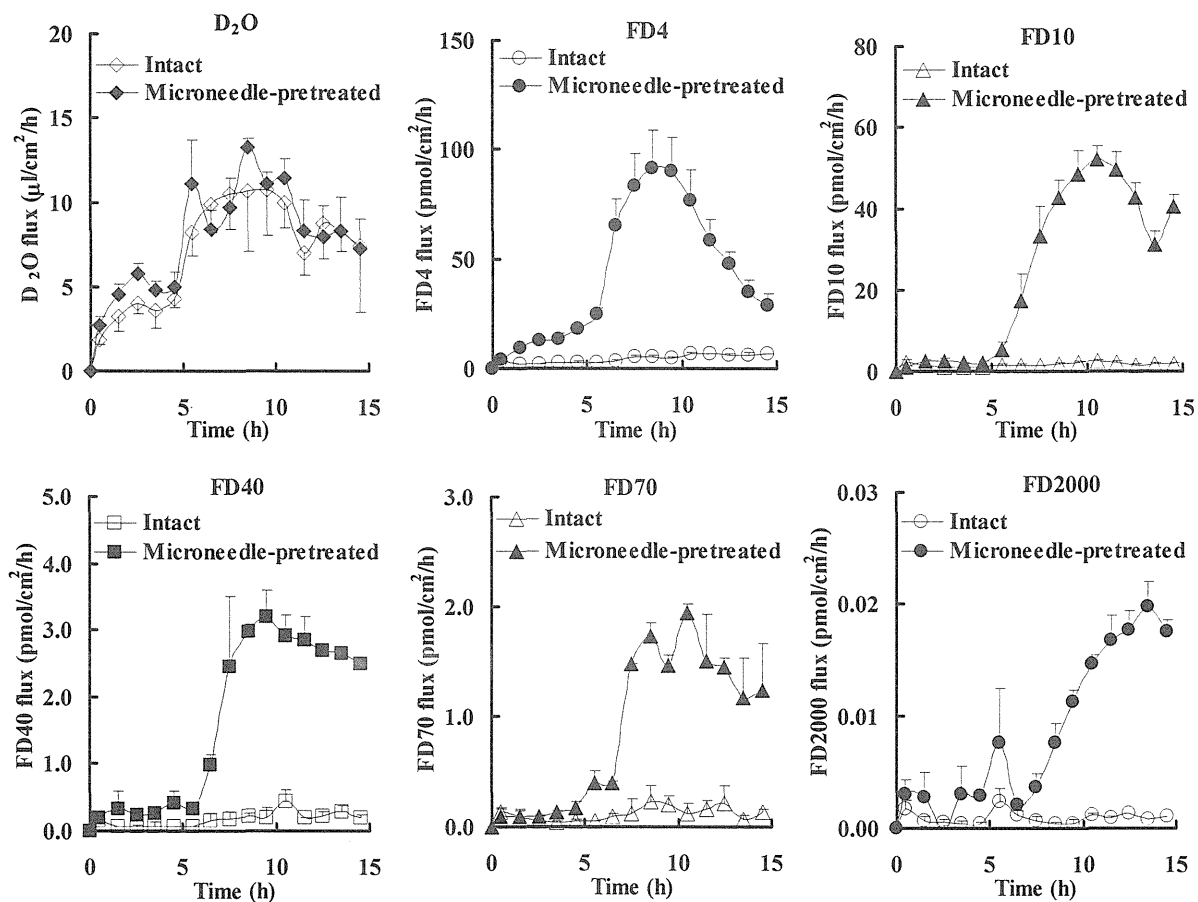 D₂O
20
15
10
5
0
Intact
Microneedle-pretreated
D₂O flux (μl/cm²/h)
0 5 10 15
Time (h)
FD4
150
100
50
0
Intact
Microneedle-pretreated
FD4 flux (pmol/cm²/h)
0 5 10 15
Time (h)
FD10
80
60
40
20
0
Intact
Microneedle-pretreated
FD10 flux (pmol/cm²/h)
0 5 10 15
Time (h)
FD40
5.0
4.0
3.0
2.0
1.0
0.0
Intact
Microneedle-pretreated
FD40 flux (pmol/cm²/h)
0 5 10 15
Time (h)
FD70
3.0
2.0
1.0
0.0
Intact
Microneedle-pretreated
FD70 flux (pmol/cm²/h)
0 5 10 15
Time (h)
FD2000
0.03
0.02
0.01
0.00
Intact
Microneedle-pretreated
FD2000 flux (pmol/cm²/h)
0 5 10 15
Time (h)